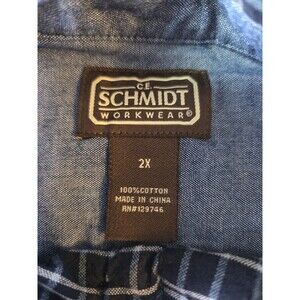 C.E.
SCHMIDT
WORKWEAR®
2X
100% COTTON
MADE IN CHINA
RN#129746